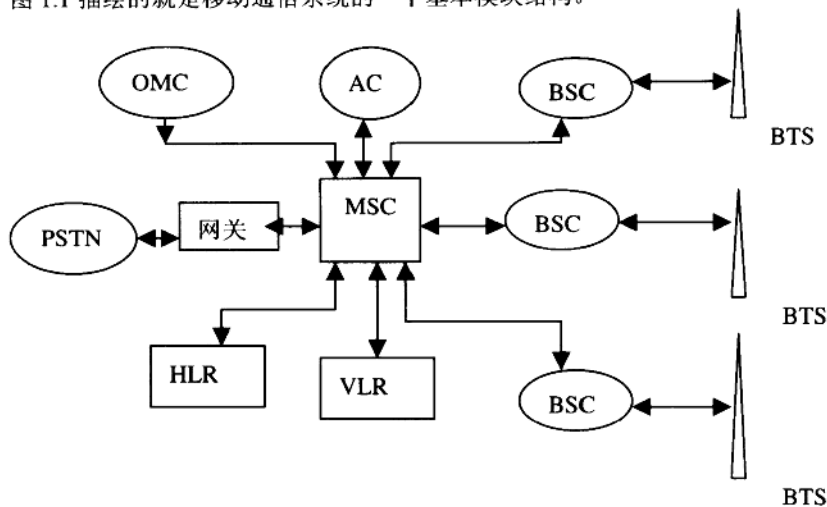 图 1.1 描绘的就是移动通信系统的一个基本模块结构。
OMC
AC
BSC
BTS
MSC
PSTN
网关
BSC
BTS
HLR
VLR
BSC
BTS